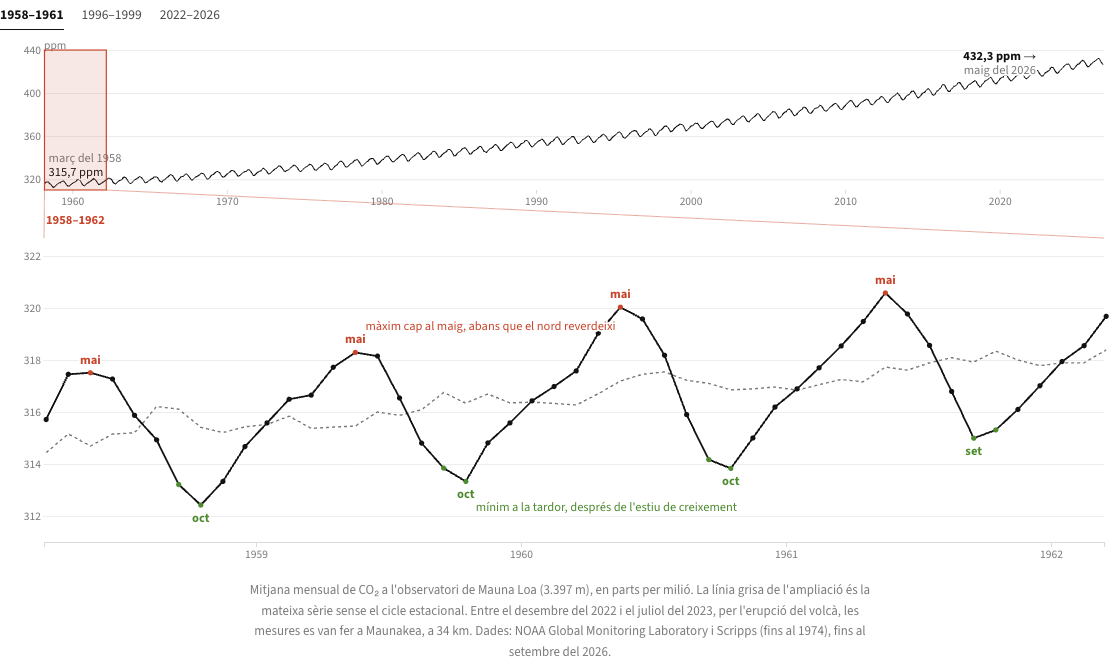 1958–1961 1996–1999 2022–2026
ppm
440
432,3 ppm →
maig del 2026
400
360
març del 1958
315,7 ppm
320
1960 1970 1980 1990 2000 2010 2020
1958–1962
322
mai
mai
320
màxim cap al maig, abans que el nord reverdeixi
mai
mai
318
316
314
set
oct
oct
mínim a la tardor, després de l'estiu de creixement
312
oct
1959 1960 1961 1962
Mitjana mensual de CO₂ a l'observatori de Mauna Loa (3.397 m), en parts per milió. La línia grisa de l'ampliació és la
mateixa sèrie sense el cicle estacional. Entre el desembre del 2022 i el juliol del 2023, per l'erupció del volcà, les
mesures es van fer a Maunakea, a 34 km. Dades: NOAA Global Monitoring Laboratory i Scripps (fins al 1974), fins al
setembre del 2026.